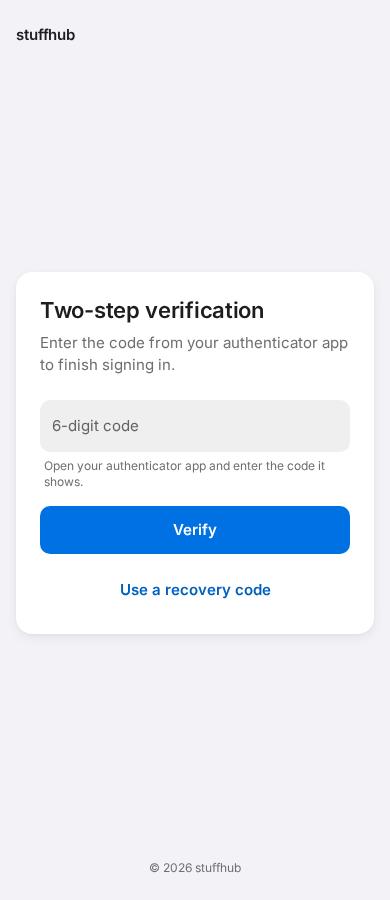 stuffhub
Two-step verification
Enter the code from your authenticator app
to finish signing in.
6-digit code
Open your authenticator app and enter the code it
shows.
Verify
Use a recovery code
© 2026 stuffhub